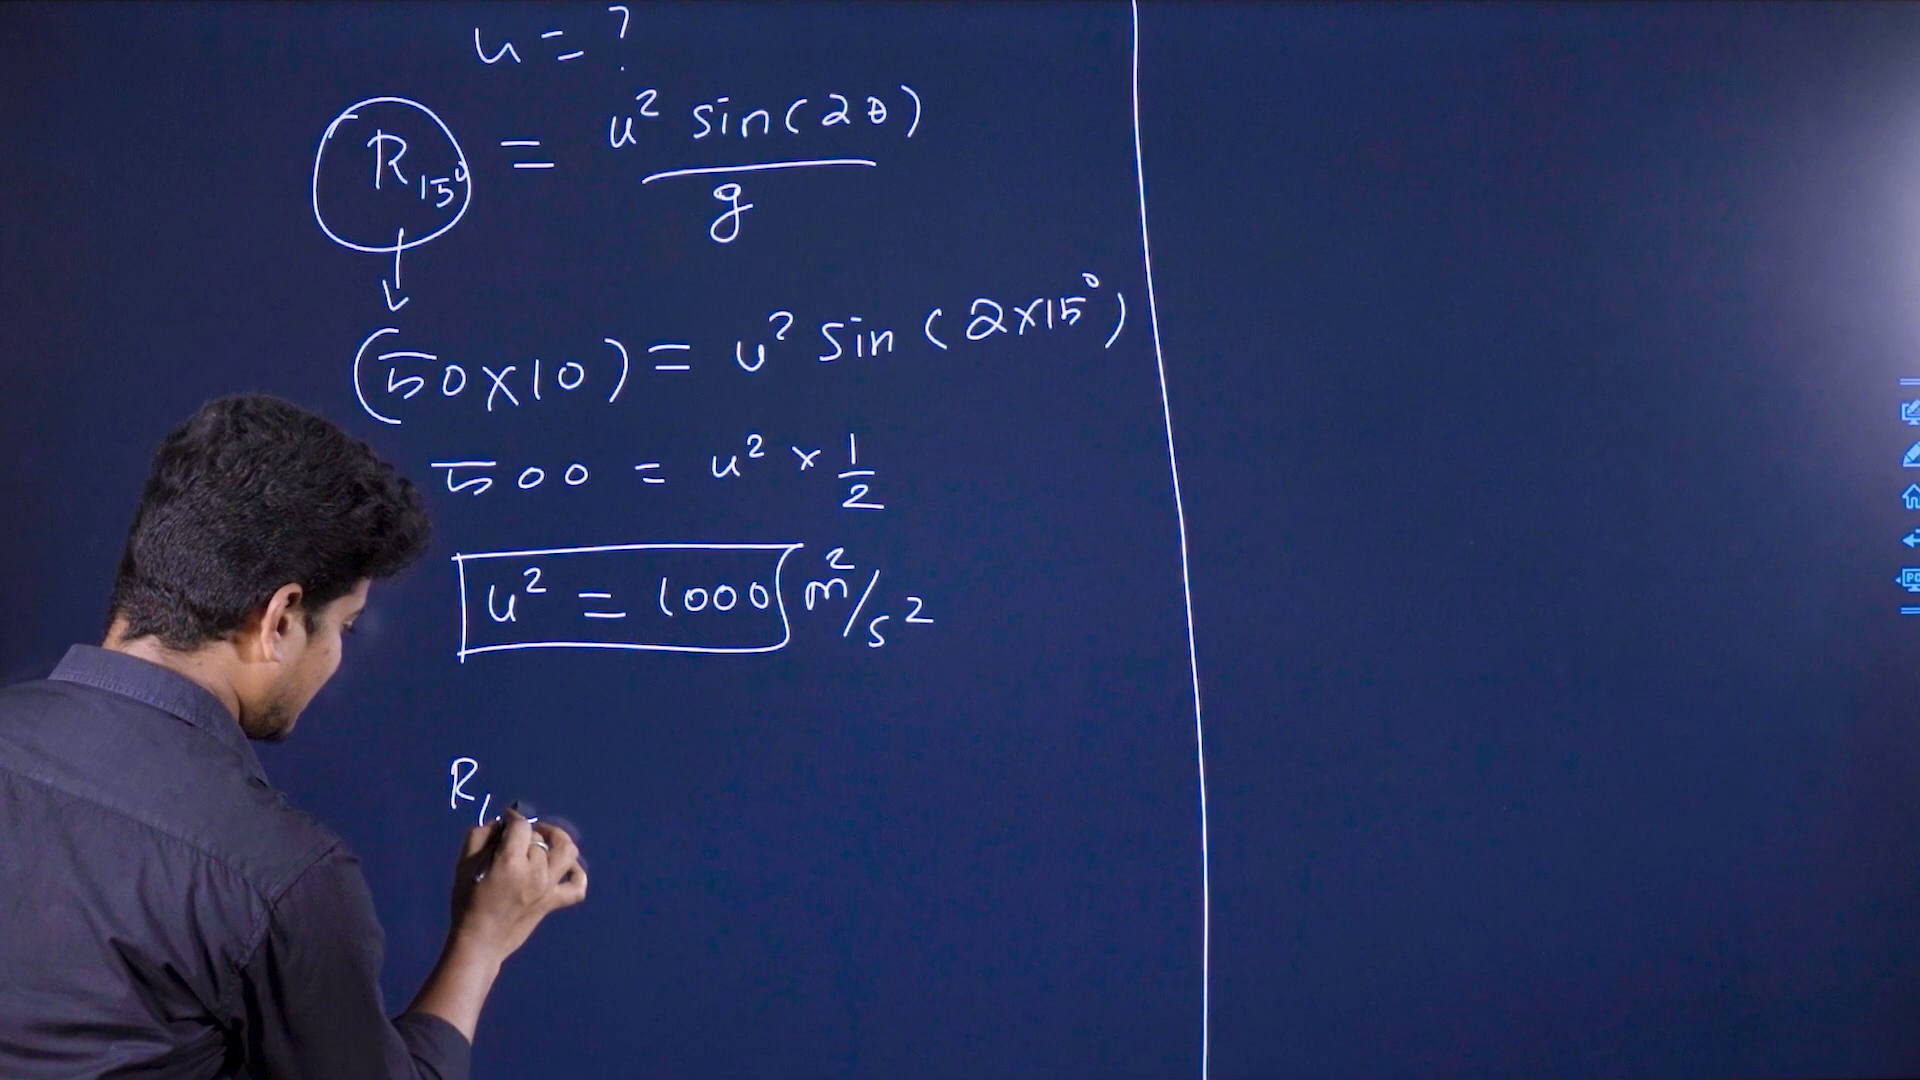 u = ?
R15° = u² sin(2θ) / g
(50×10) = u² sin (2×15°)
500 = u² × 1/2
u² = 1000 m²/s²
R